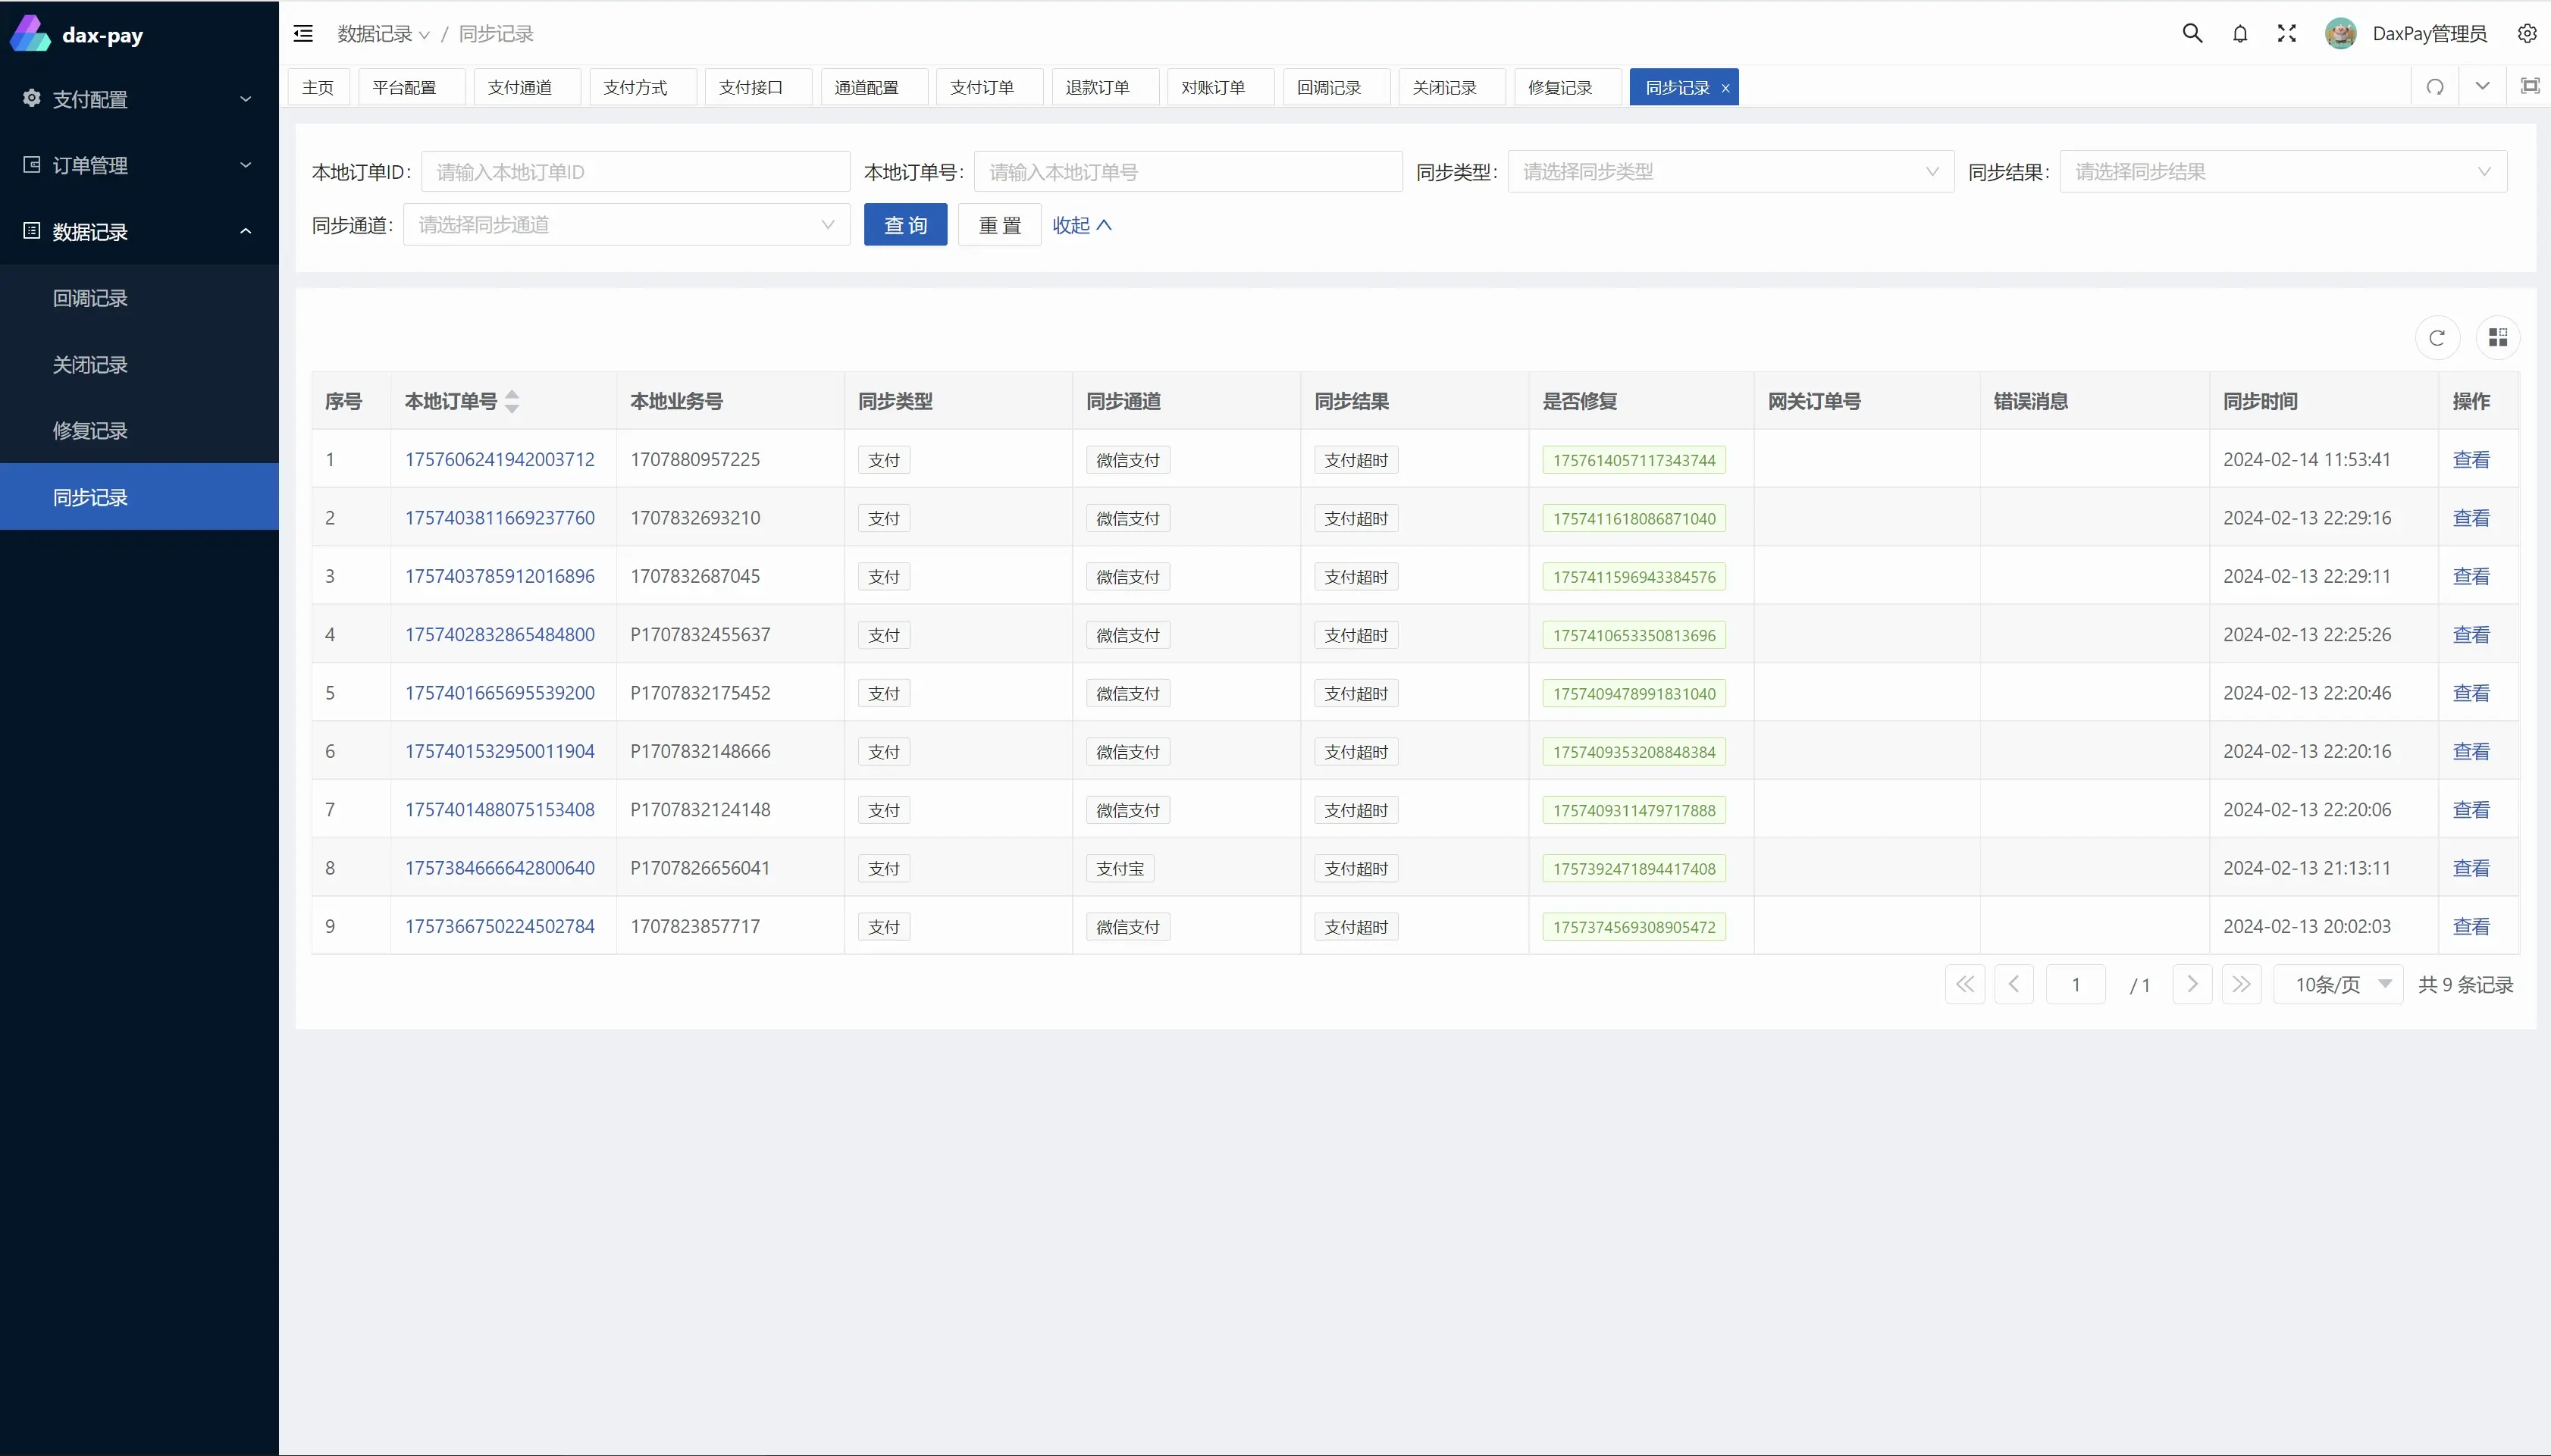 dax-pay
支付配置
订单管理
数据记录
回调记录
关闭记录
修复记录
同步记录
数据记录 / 同步记录
DaxPay管理员
主页 平台配置 支付通道 支付方式 支付接口 通道配置 支付订单 退款订单 对账订单 回调记录 关闭记录 修复记录 同步记录 ×
本地订单ID: 请输入本地订单ID 本地订单号: 请输入本地订单号 同步类型: 请选择同步类型 同步结果: 请选择同步结果
同步通道: 请选择同步通道 查 询 重 置 收起
序号 本地订单号 本地业务号 同步类型 同步通道 同步结果 是否修复 网关订单号 错误消息 同步时间 操作
1 1757606241942003712 1707880957225 支付 微信支付 支付超时 1757614057117343744 2024-02-14 11:53:41 查看
2 1757403811669237760 1707832693210 支付 微信支付 支付超时 1757411618086871040 2024-02-13 22:29:16 查看
3 1757403785912016896 1707832687045 支付 微信支付 支付超时 1757411596943384576 2024-02-13 22:29:11 查看
4 1757402832865484800 P1707832455637 支付 微信支付 支付超时 1757410653350813696 2024-02-13 22:25:26 查看
5 1757401665695539200 P1707832175452 支付 微信支付 支付超时 1757409478991831040 2024-02-13 22:20:46 查看
6 1757401532950011904 P1707832148666 支付 微信支付 支付超时 1757409353208848384 2024-02-13 22:20:16 查看
7 1757401488075153408 P1707832124148 支付 微信支付 支付超时 1757409311479717888 2024-02-13 22:20:06 查看
8 1757384666642800640 P1707826656041 支付 支付宝 支付超时 1757392471894417408 2024-02-13 21:13:11 查看
9 1757366750224502784 1707823857717 支付 微信支付 支付超时 1757374569308905472 2024-02-13 20:02:03 查看
1 / 1 10条/页 共 9 条记录